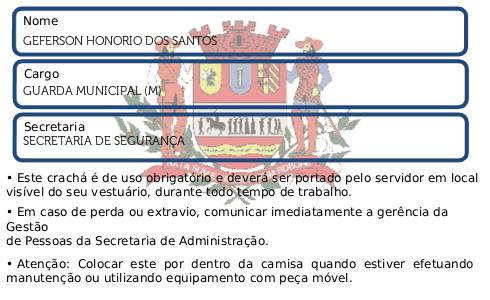 Nome
GEFERSON HONORIO DOS SANTOS
Cargo
GUARDA MUNICIPAL (M)
Secretaria
SECRETARIA DE SEGURANÇA
• Este crachá é de uso obrigatório e deverá ser portado pelo servidor em local
visível do seu vestuário, durante todo tempo de trabalho.
• Em caso de perda ou extravio, comunicar imediatamente a gerência da
Gestão
de Pessoas da Secretaria de Administração.
• Atenção: Colocar este por dentro da camisa quando estiver efetuando
manutenção ou utilizando equipamento com peça móvel.